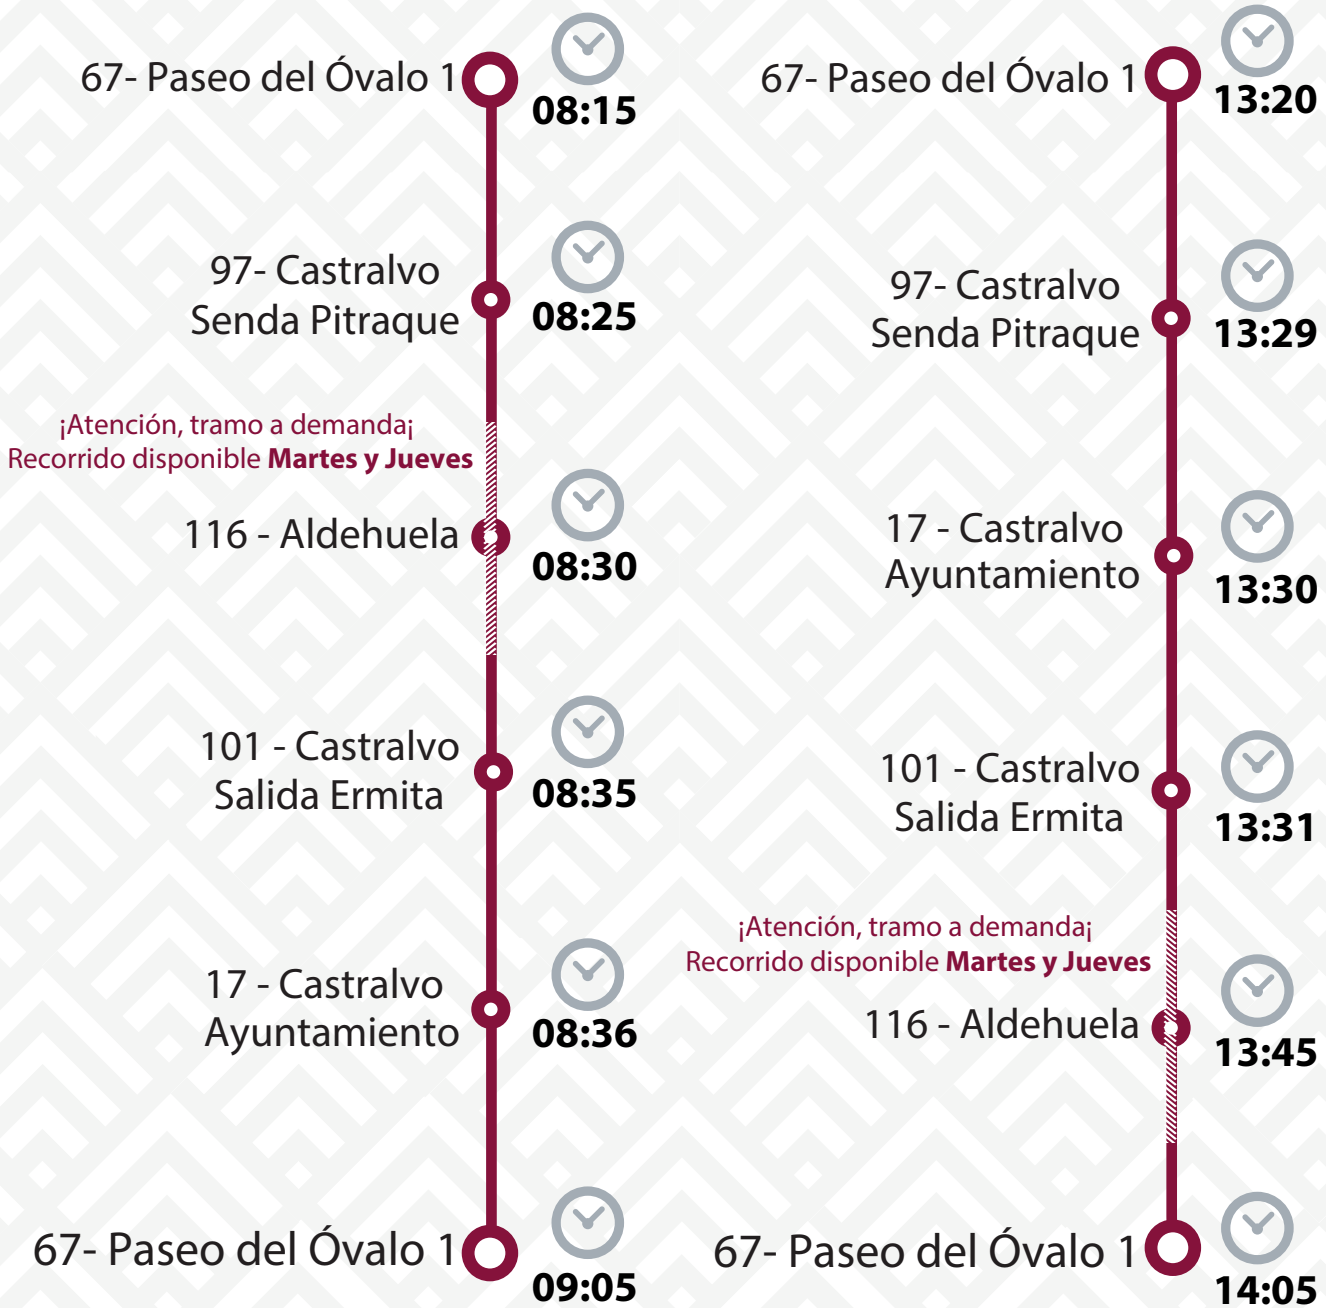 67- Paseo del Óvalo 1
08:15
97- Castralvo
Senda Pitraque
08:25
¡Atención, tramo a demanda¡
Recorrido disponible Martes y Jueves
116 - Aldehuela
08:30
101 - Castralvo
Salida Ermita
08:35
17 - Castralvo
Ayuntamiento
08:36
67- Paseo del Óvalo 1
09:05
67- Paseo del Óvalo 1
13:20
97- Castralvo
Senda Pitraque
13:29
17 - Castralvo
Ayuntamiento
13:30
101 - Castralvo
Salida Ermita
13:31
¡Atención, tramo a demanda¡
Recorrido disponible Martes y Jueves
116 - Aldehuela
13:45
67- Paseo del Óvalo 1
14:05